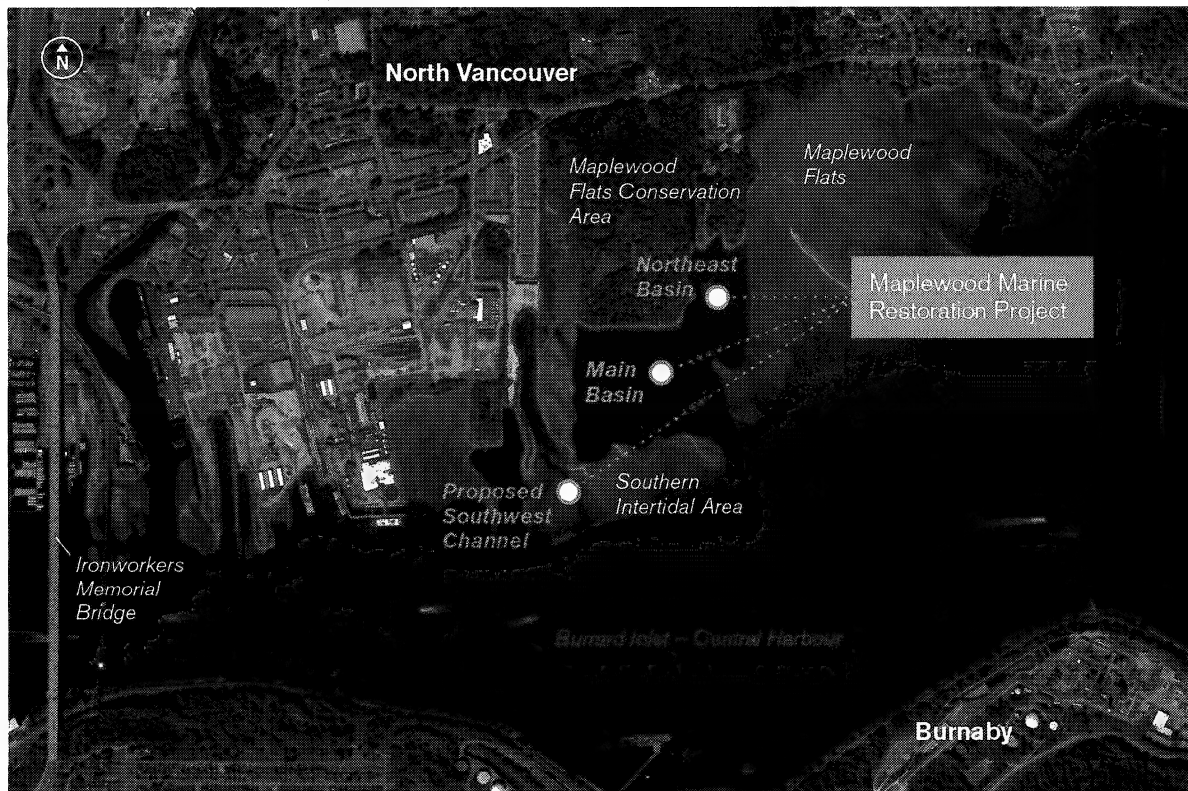 N
North Vancouver
Maplewood
Flats Conservation
Area
Maplewood
Flats
Northeast
Basin
Maplewood Marine
Restoration Project
Main
Basin
Proposed
Southwest
Channel
Southern
Intertidal Area
Ironworkers
Memorial
Bridge
Burrard Inlet – Central Harbour
Burnaby